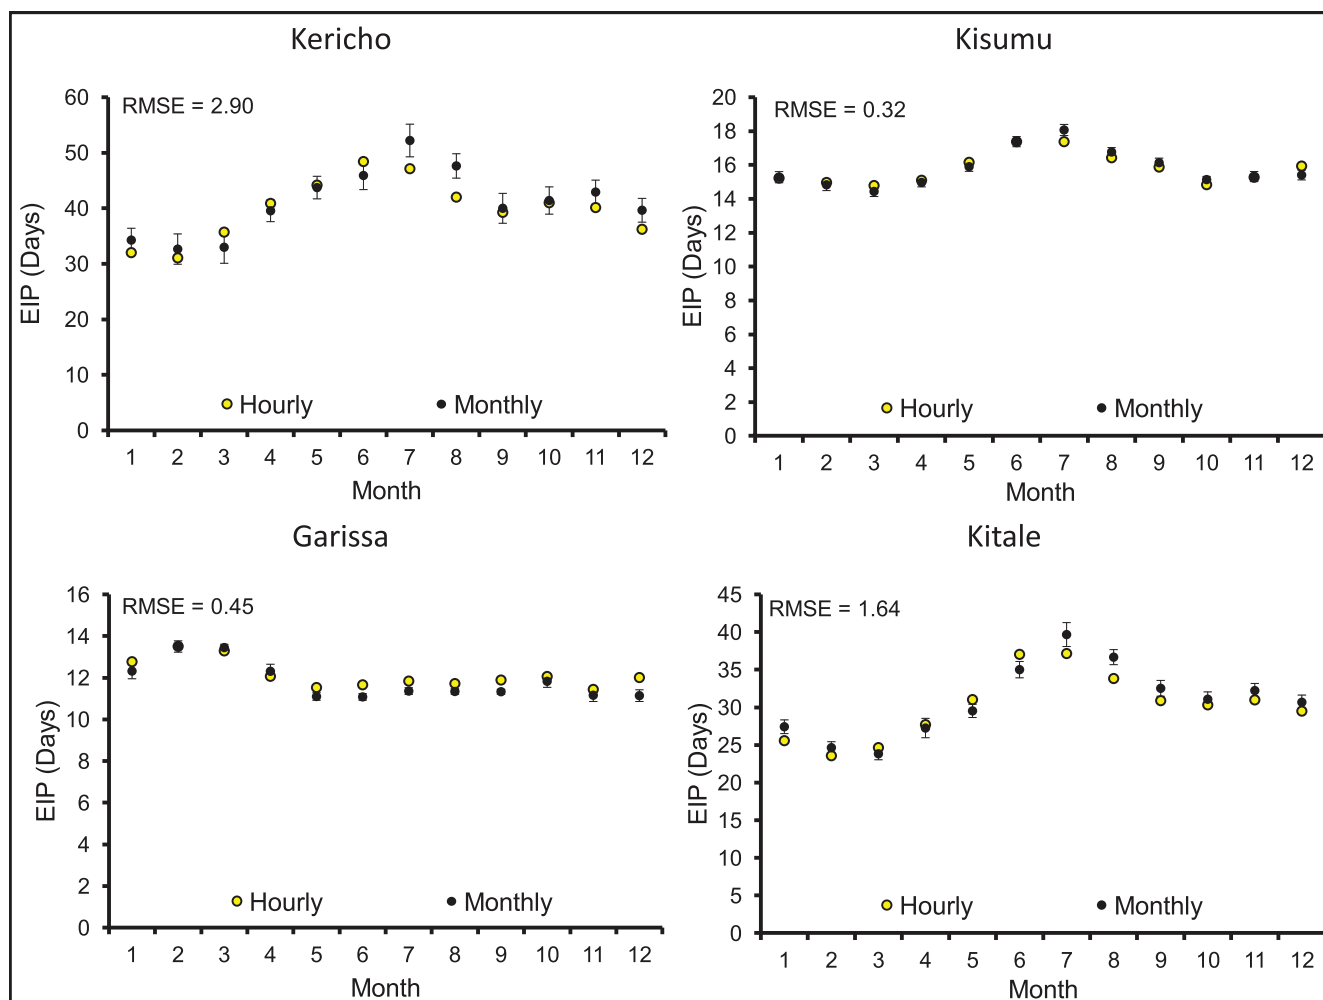 Kericho
RMSE = 2.90
EIP (Days)
60
50
40
30
20
10
0
Hourly
Monthly
1 2 3 4 5 6 7 8 9 10 11 12
Month
Kisumu
RMSE = 0.32
EIP (Days)
20
18
16
14
12
10
8
6
4
2
0
Hourly
Monthly
1 2 3 4 5 6 7 8 9 10 11 12
Month
Garissa
RMSE = 0.45
EIP (Days)
16
14
12
10
8
6
4
2
0
Hourly
Monthly
1 2 3 4 5 6 7 8 9 10 11 12
Month
Kitale
RMSE = 1.64
EIP (Days)
45
40
35
30
25
20
15
10
5
0
Hourly
Monthly
1 2 3 4 5 6 7 8 9 10 11 12
Month